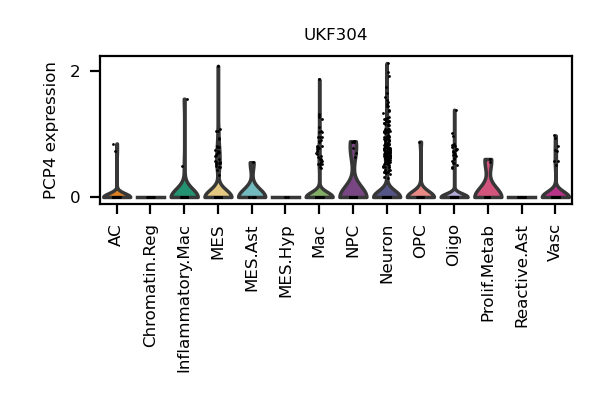 UKF304
PCP4 expression
2
0
AC
Chromatin.Reg
Inflammatory.Mac
MES
MES.Ast
MES.Hyp
Mac
NPC
Neuron
OPC
Oligo
Prolif.Metab
Reactive.Ast
Vasc